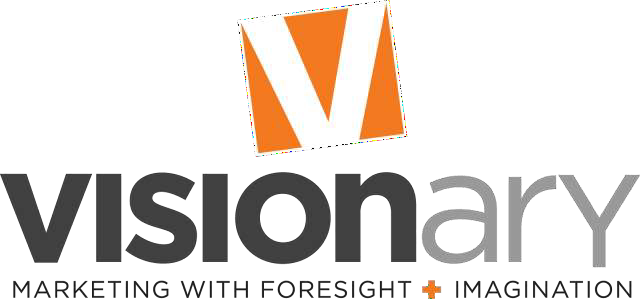 V
VISIONary
MARKETING WITH FORESIGHT + IMAGINATION